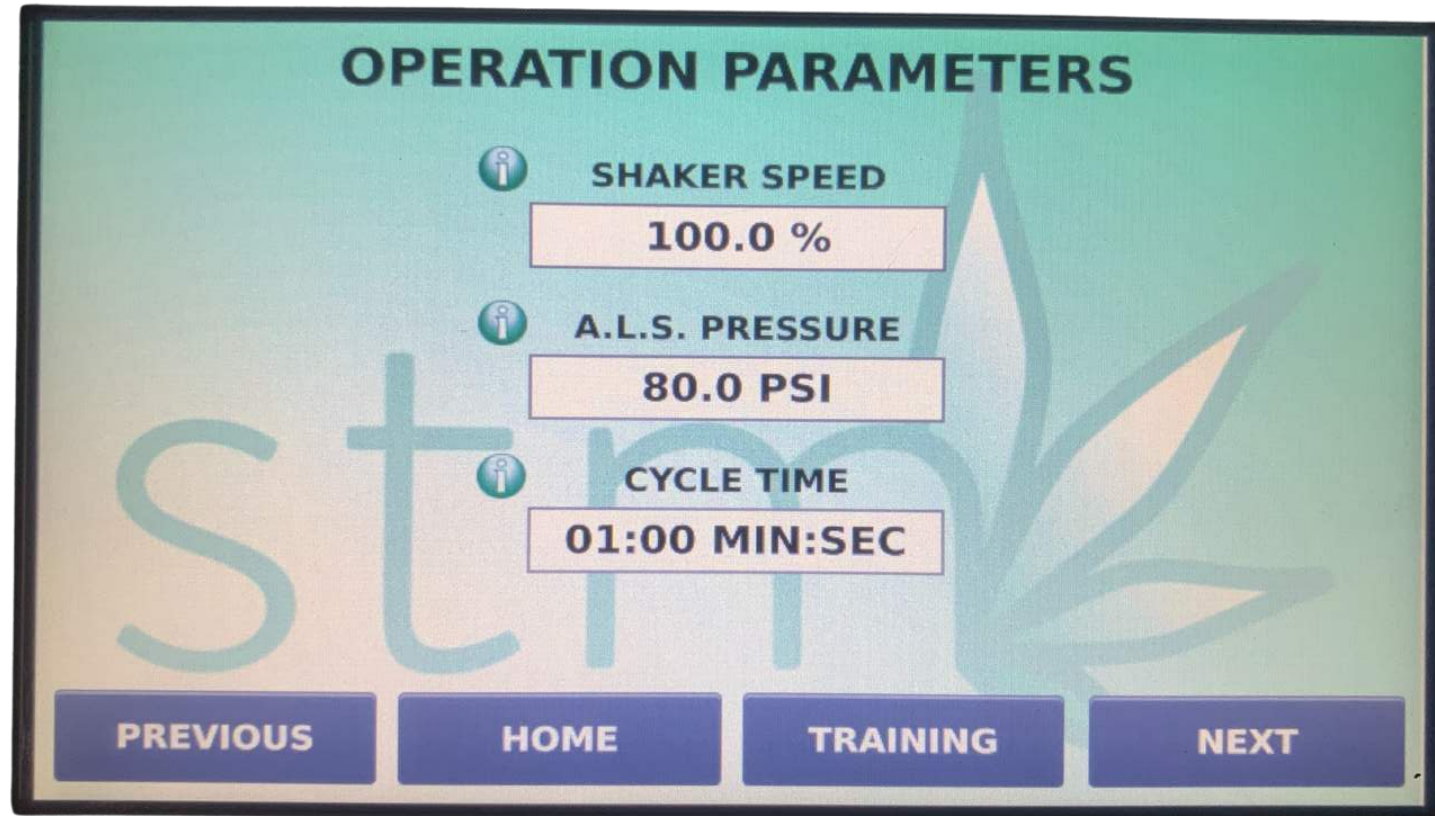 OPERATION PARAMETERS
SHAKER SPEED
100.0 %
A.L.S. PRESSURE
80.0 PSI
CYCLE TIME
01:00 MIN:SEC
stm
PREVIOUS
HOME
TRAINING
NEXT